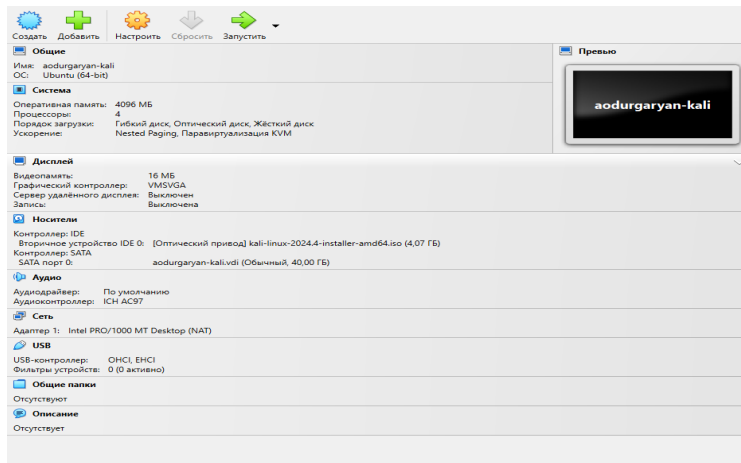 Создать Добавить Настроить Сбросить Запустить
Общие
Имя: aodurgaryan-kali
ОС: Ubuntu (64-bit)
Превью
aodurgaryan-kali
Система
Оперативная память: 4096 МБ
Процессоры: 4
Порядок загрузки: Гибкий диск, Оптический диск, Жёсткий диск
Ускорение: Nested Paging, Паравиртуализация KVM
Дисплей
Видеопамять: 16 МБ
Графический контроллер: VMSVGA
Сервер удалённого дисплея: Выключен
Запись: Выключена
Носители
Контроллер: IDE
Вторичное устройство IDE 0: [Оптический привод] kali-linux-2024.4-installer-amd64.iso (4,07 ГБ)
Контроллер: SATA
SATA порт 0: aodurgaryan-kali.vdi (Обычный, 40,00 ГБ)
Аудио
Аудиодрайвер: По умолчанию
Аудиоконтроллер: ICH AC97
Сеть
Адаптер 1: Intel PRO/1000 MT Desktop (NAT)
USB
USB-контроллер: OHCI, EHCI
Фильтры устройств: 0 (0 активно)
Общие папки
Отсутствуют
Описание
Отсутствует